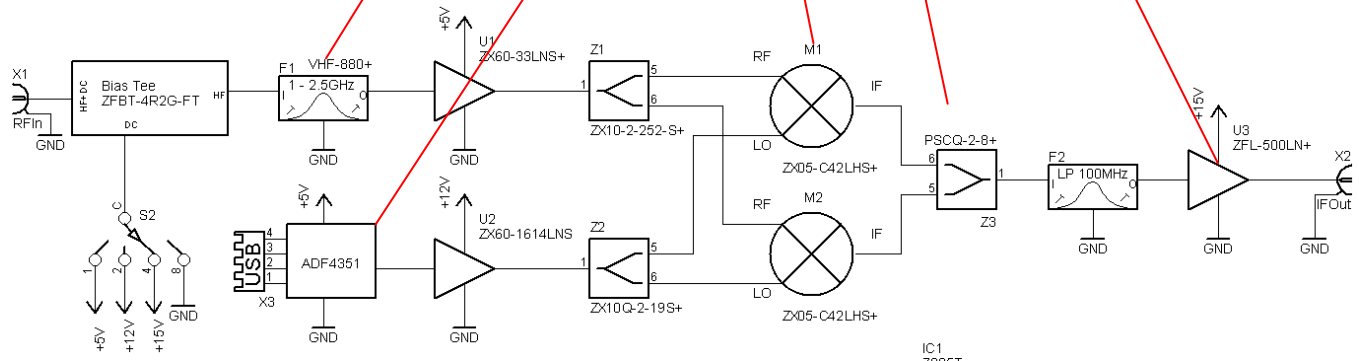 X1
RFIn
GND
HF+DC
Bias Tee
ZFBT-4R2G-FT
HF
DC
C
S2
1
2
4
8
+5V
+12V
+15V
GND
F1
VHF-880+
1 - 2.5GHz
I
O
GND
+5V
U1
ZX60-33LNS+
GND
USB
4
3
2
1
X3
+5V
ADF4351
GND
+12V
U2
ZX60-1614LNS
GND
Z1
1
5
6
ZX10-2-252-S+
Z2
1
5
6
ZX10Q-2-19S+
M1
RF
IF
LO
ZX05-C42LHS+
M2
RF
IF
LO
ZX05-C42LHS+
PSCQ-2-8+
6
5
1
Z3
F2
LP 100MHz
I
O
GND
+15V
U3
ZFL-500LN+
GND
X2
IFOut
GND
IC1